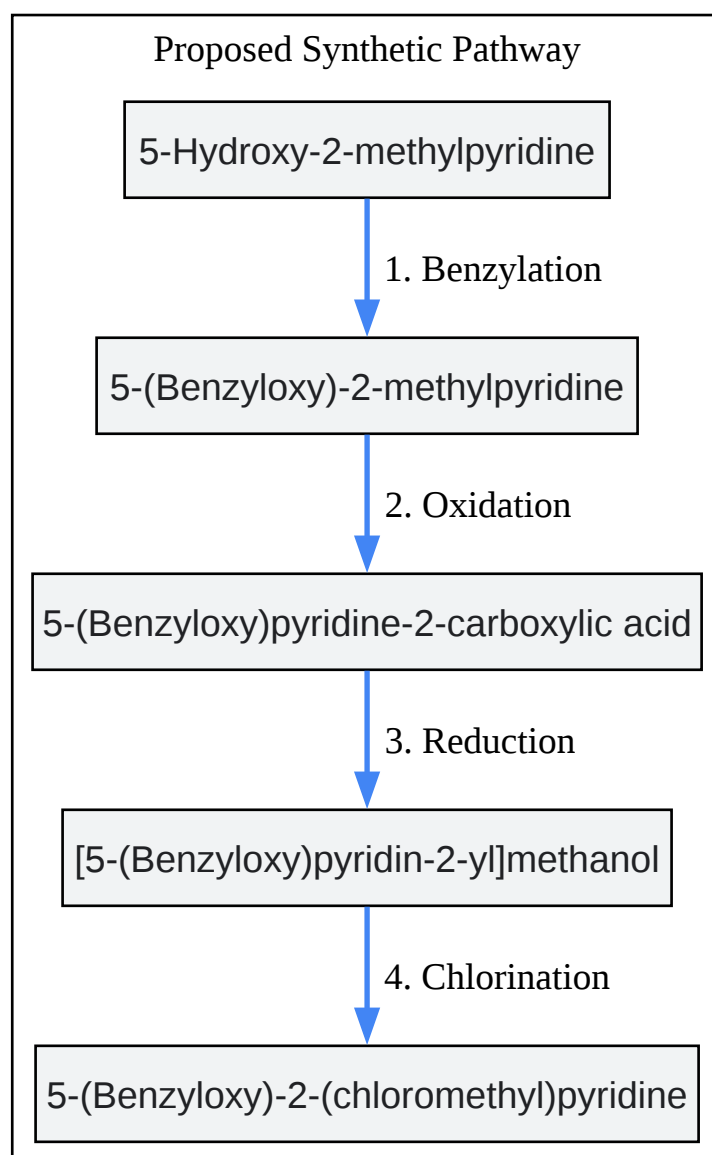 Proposed Synthetic Pathway
5-Hydroxy-2-methylpyridine
1. Benzylation
5-(Benzyloxy)-2-methylpyridine
2. Oxidation
5-(Benzyloxy)pyridine-2-carboxylic acid
3. Reduction
[5-(Benzyloxy)pyridin-2-yl]methanol
4. Chlorination
5-(Benzyloxy)-2-(chloromethyl)pyridine